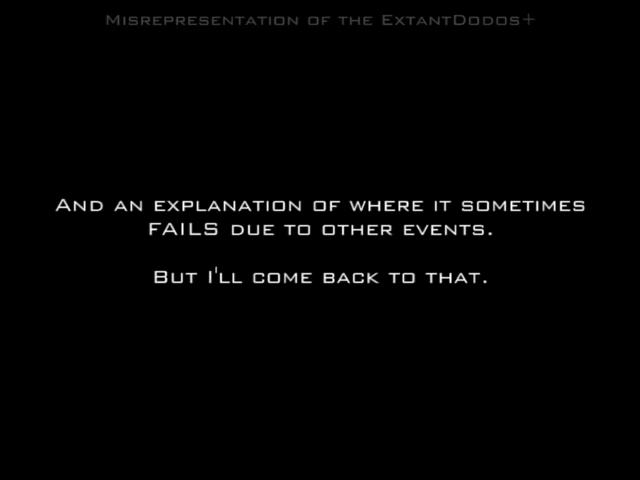 Misrepresentation of the ExtantDodos+
And an explanation of where it sometimes
FAILS due to other events.
But I'll come back to that.